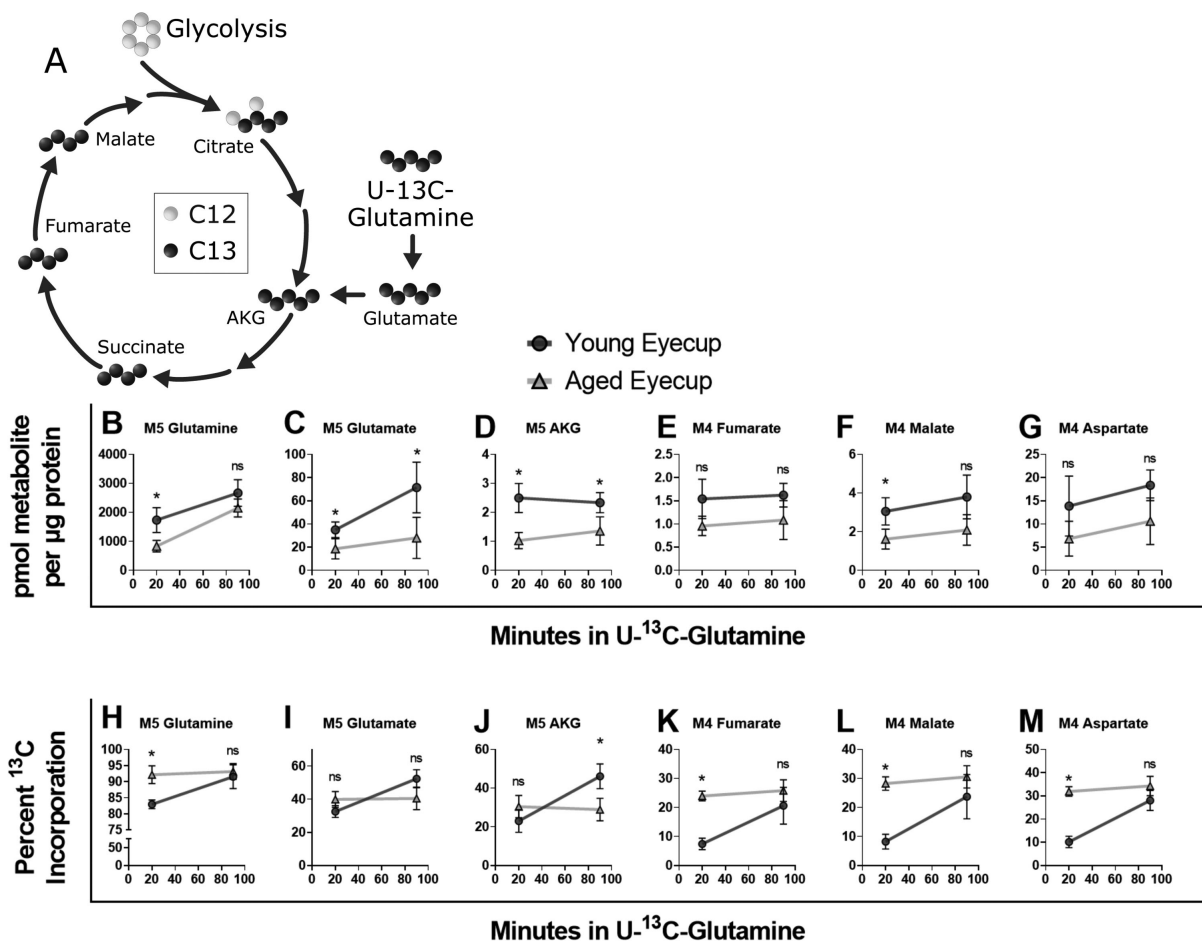 A
Glycolysis
Malate
Citrate
Fumarate
C12
C13
U-13C-
Glutamine
AKG
Glutamate
Succinate
Young Eyecup
Aged Eyecup
pmol metabolite
per µg protein
B M5 Glutamine
4000
3000
2000
1000
0
* ns
0 20 40 60 80 100
C M5 Glutamate
100
80
60
40
20
0
* *
0 20 40 60 80 100
D M5 AKG
4
3
2
1
0
* *
0 20 40 60 80 100
E M4 Fumarate
2.5
2.0
1.5
1.0
0.5
0.0
ns ns
0 20 40 60 80 100
F M4 Malate
6
4
2
0
* ns
0 20 40 60 80 100
G M4 Aspartate
25
20
15
10
5
0
ns ns
0 20 40 60 80 100
Minutes in U-¹³C-Glutamine
Percent ¹³C
Incorporation
H M5 Glutamine
100
95
90
85
80
75
50
25
0
* ns
0 20 40 60 80 100
I M5 Glutamate
60
40
20
0
ns ns
0 20 40 60 80 100
J M5 AKG
60
40
20
0
ns *
0 20 40 60 80 100
K M4 Fumarate
40
30
20
10
0
* ns
0 20 40 60 80 100
L M4 Malate
40
30
20
10
0
* ns
0 20 40 60 80 100
M M4 Aspartate
50
40
30
20
10
0
* ns
0 20 40 60 80 100
Minutes in U-¹³C-Glutamine